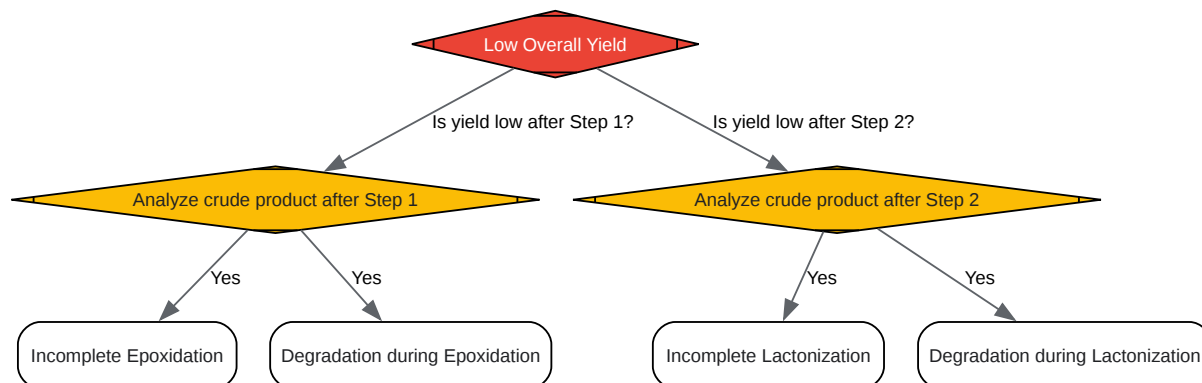 Low Overall Yield
Is yield low after Step 1?
Is yield low after Step 2?
Analyze crude product after Step 1
Analyze crude product after Step 2
Yes
Yes
Yes
Yes
Incomplete Epoxidation
Degradation during Epoxidation
Incomplete Lactonization
Degradation during Lactonization